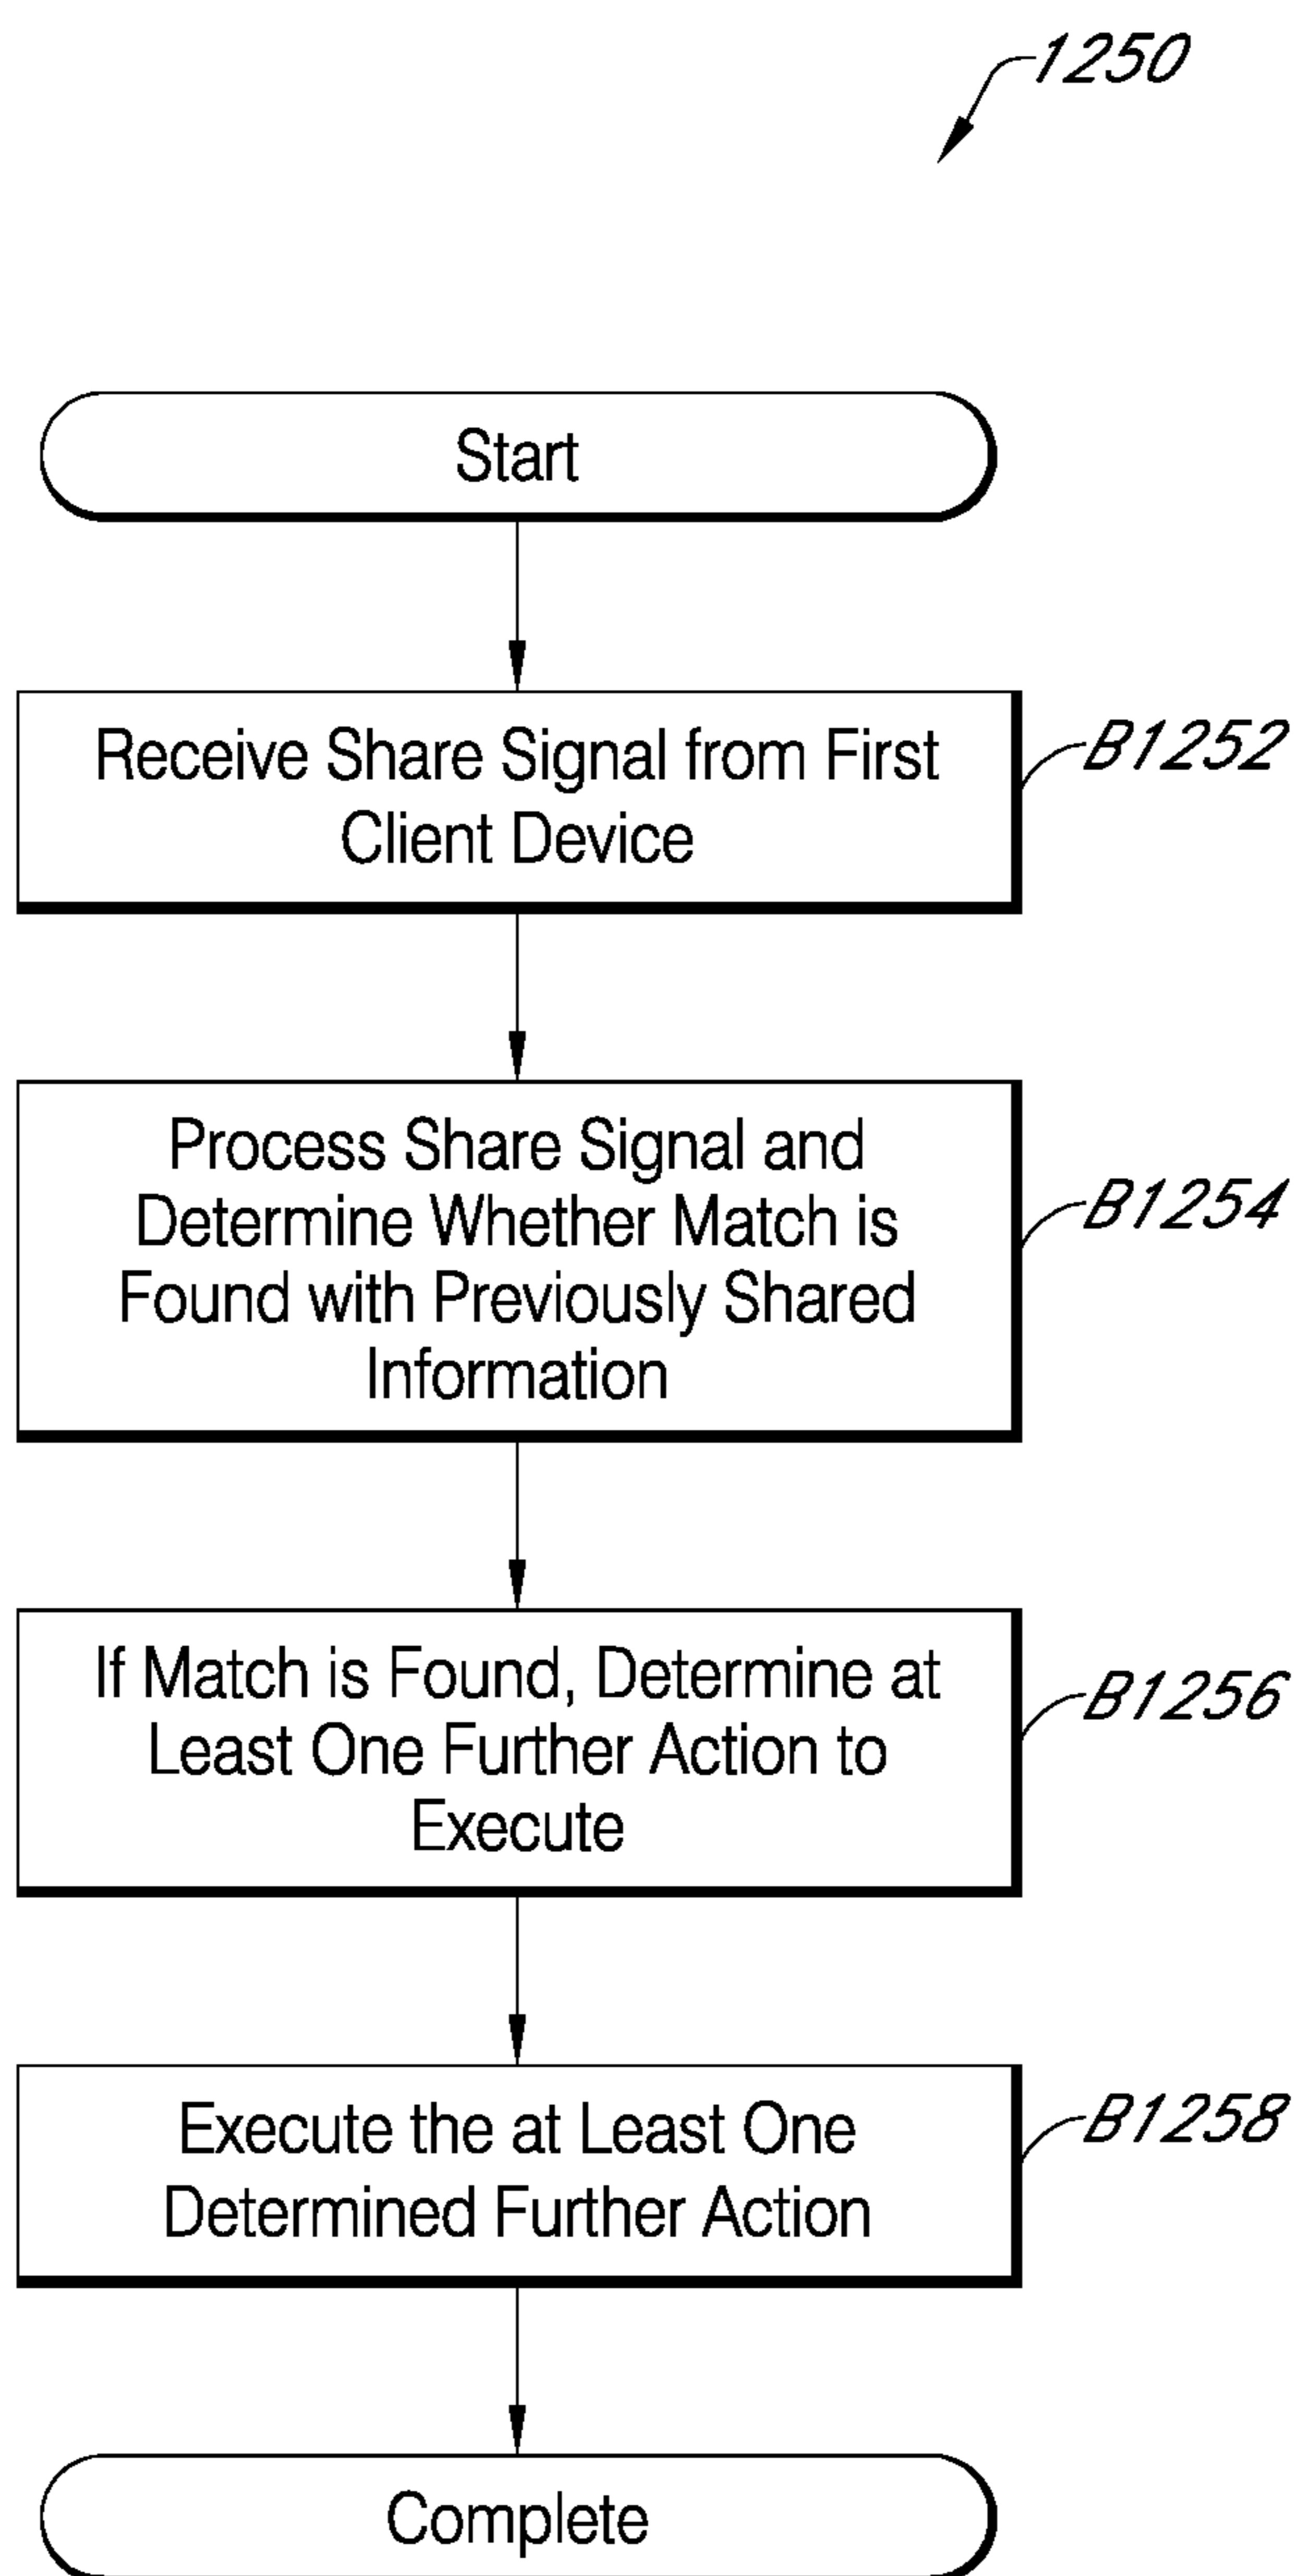 1250
Start
Receive Share Signal from First
Client Device
B1252
Process Share Signal and
Determine Whether Match is
Found with Previously Shared
Information
B1254
If Match is Found, Determine at
Least One Further Action to
Execute
B1256
Execute the at Least One
Determined Further Action
B1258
Complete